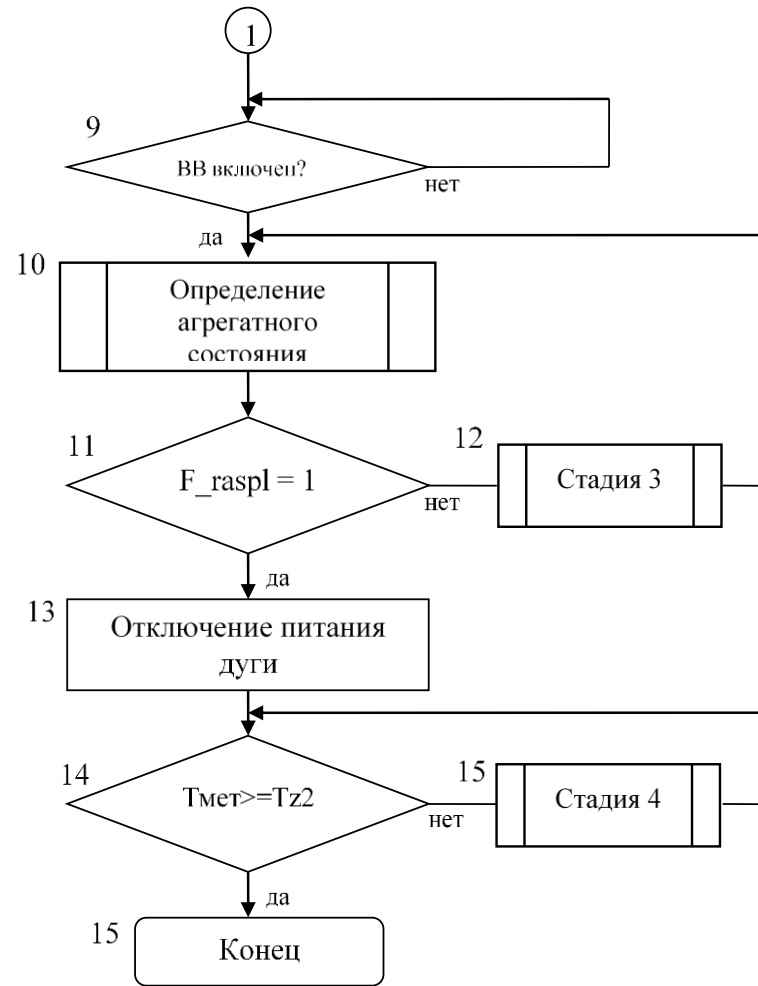 1
9
ВВ включен?
нет
да
10
Определение
агрегатного
состояния
11
F_raspl = 1
нет
12
Стадия 3
да
13
Отключение питания
дуги
14
Tмет>=Tz2
нет
15
Стадия 4
да
15
Конец